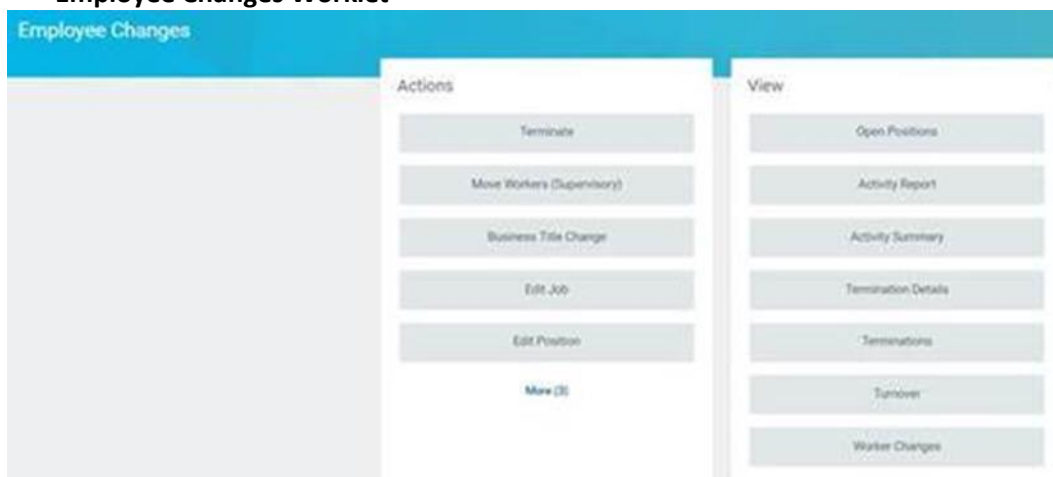 Employee Changes Worklet
Employee Changes
Actions
Terminate
Move Workers (Supervisory)
Business Title Change
Edit Job
Edit Position
More (3)
View
Open Positions
Activity Report
Activity Summary
Termination Details
Terminations
Turnover
Worker Changes